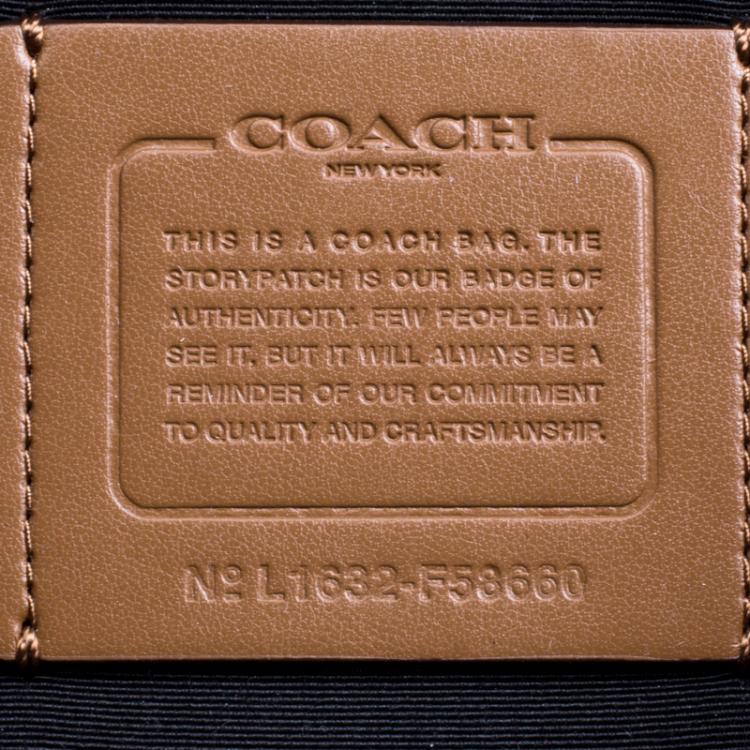 COACH
NEW YORK
THIS IS A COACH BAG. THE
STORYPATCH IS OUR BADGE OF
AUTHENTICITY. FEW PEOPLE MAY
SEE IT, BUT IT WILL ALWAYS BE A
REMINDER OF OUR COMMITMENT
TO QUALITY AND CRAFTSMANSHIP.
Nº L1632-F58660